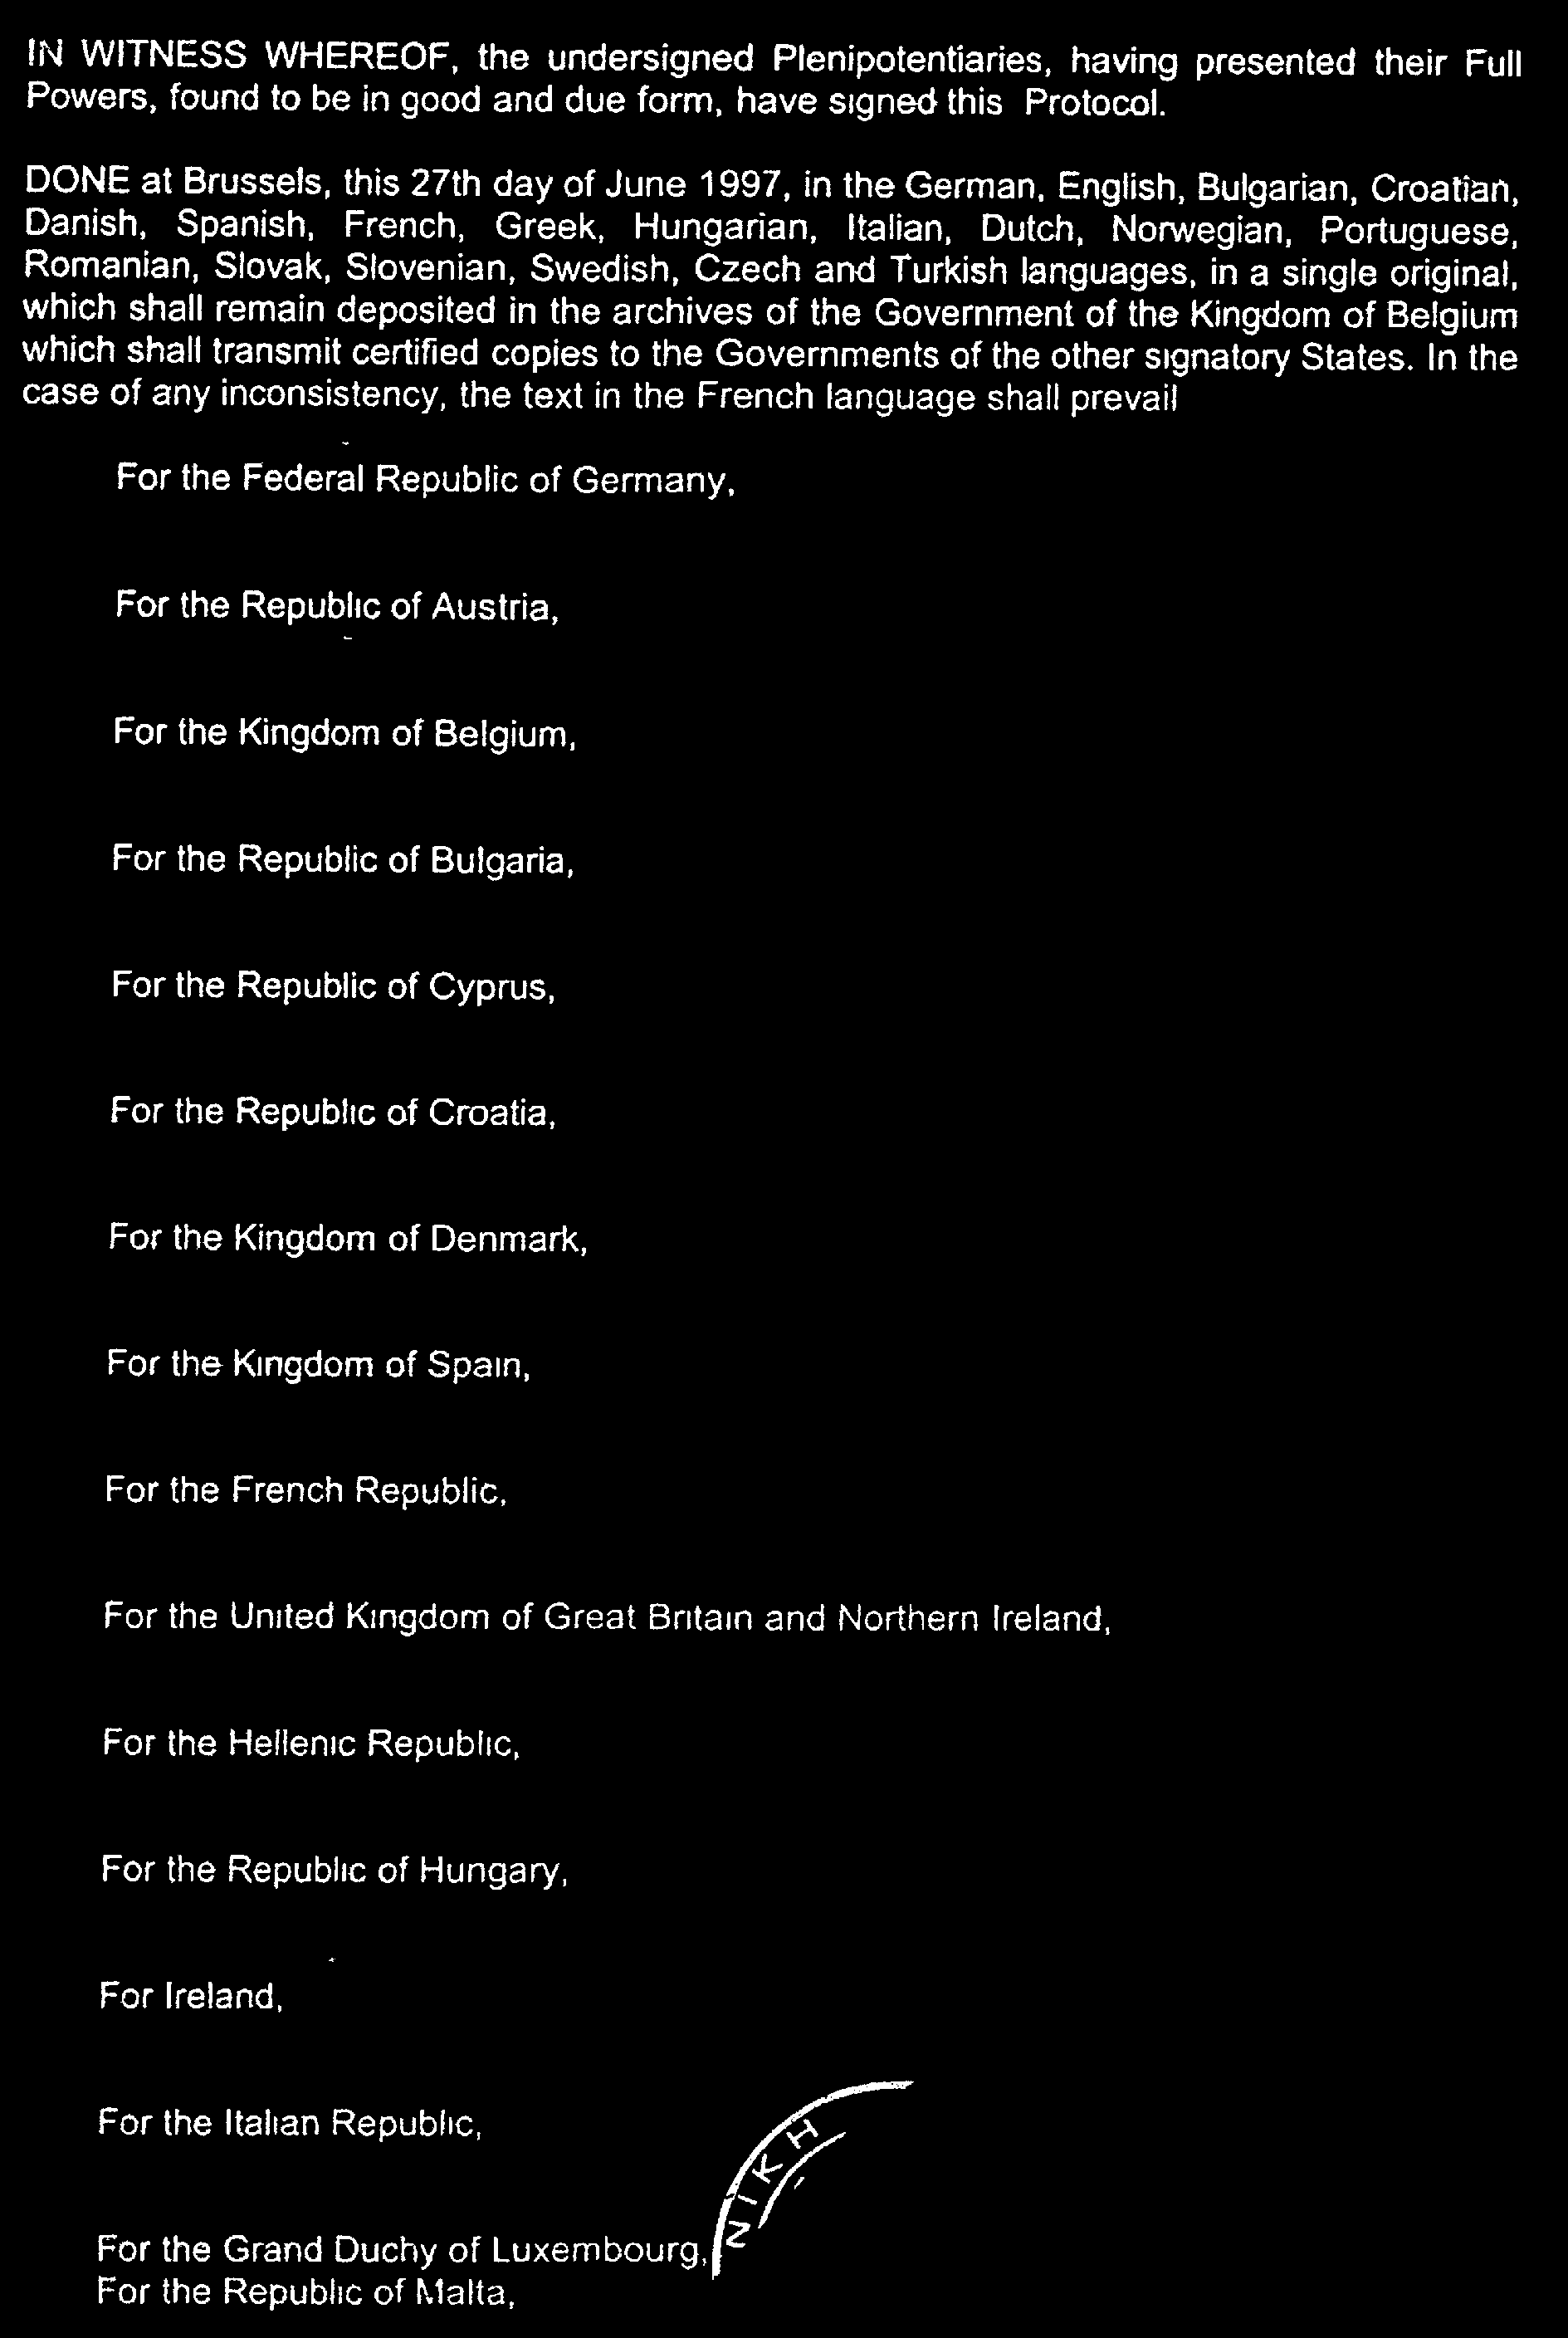 IN WITNESS WHEREOF, the undersigned Plenipotentiaries, having presented their Full
Powers, found to be in good and due form, have signed this Protocol.
DONE at Brussels, this 27th day of June 1997, in the German, English, Bulgarian, Croatian,
Danish, Spanish, French, Greek, Hungarian, Italian, Dutch, Norwegian, Portuguese,
Romanian, Slovak, Slovenian, Swedish, Czech and Turkish languages, in a single original,
which shall remain deposited in the archives of the Government of the Kingdom of Belgium
which shall transmit certified copies to the Governments of the other signatory States. In the
case of any inconsistency, the text in the French language shall prevail
For the Federal Republic of Germany,
For the Republic of Austria,
For the Kingdom of Belgium,
For the Republic of Bulgaria,
For the Republic of Cyprus,
For the Republic of Croatia,
For the Kingdom of Denmark,
For the Kingdom of Spain,
For the French Republic,
For the United Kingdom of Great Britain and Northern Ireland,
For the Hellenic Republic,
For the Republic of Hungary,
For Ireland,
For the Italian Republic,
ΝΙΚΗ
For the Grand Duchy of Luxembourg,
For the Republic of Malta,